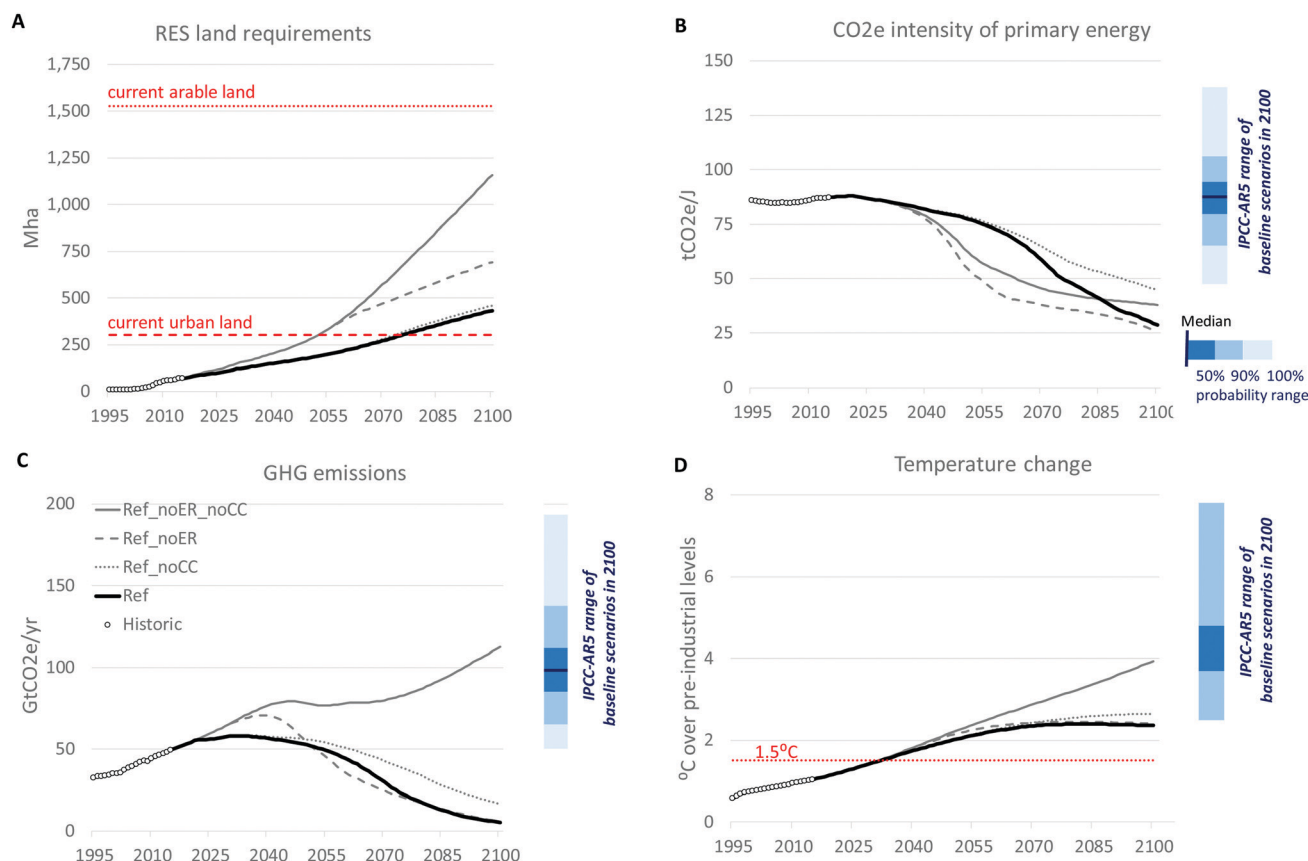 A
RES land requirements
Mha
1,750
1,500
1,250
1,000
750
500
250
0
current arable land
current urban land
1995
2010
2025
2040
2055
2070
2085
2100
B
CO2e intensity of primary energy
tCO2e/J
150
125
100
75
50
25
0
1995
2010
2025
2040
2055
2070
2085
2100
IPCC-AR5 range of
baseline scenarios in 2100
Median
50% 90% 100%
probability range
C
GHG emissions
GtCO2e/yr
200
150
100
50
0
Ref_noER_noCC
Ref_noER
Ref_noCC
Ref
Historic
1995
2010
2025
2040
2055
2070
2085
2100
IPCC-AR5 range of
baseline scenarios in 2100
D
Temperature change
ºC over pre-industrial levels
8
6
4
2
0
1.5ºC
1995
2010
2025
2040
2055
2070
2085
2100
IPCC-AR5 range of
baseline scenarios in 2100